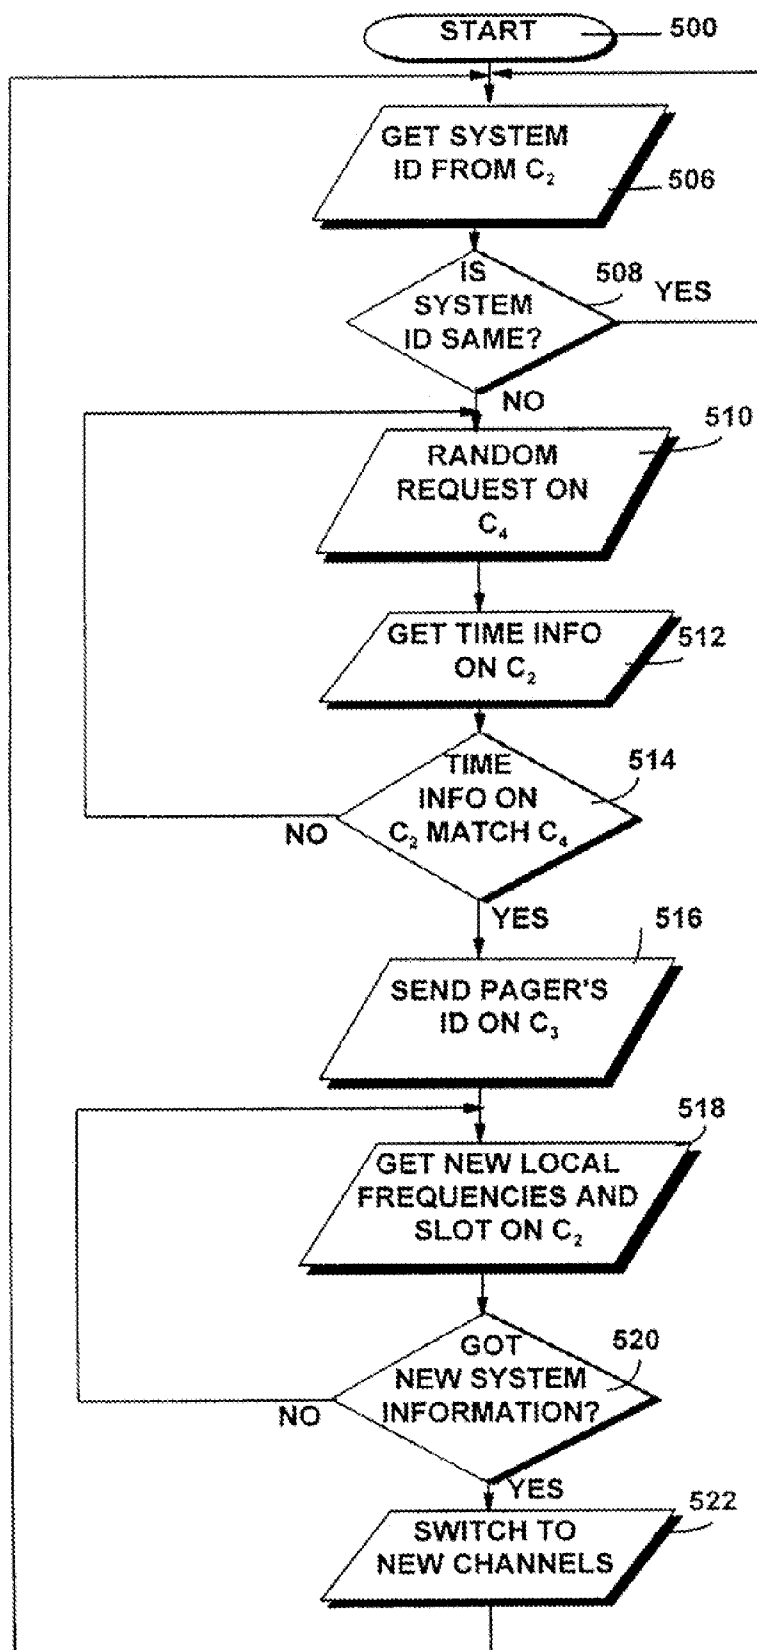 START
500
GET SYSTEM
ID FROM C₂
506
IS
SYSTEM
ID SAME?
508
YES
NO
RANDOM
REQUEST ON
C₄
510
GET TIME INFO
ON C₂
512
TIME
INFO ON
C₂ MATCH C₄
514
NO
YES
SEND PAGER'S
ID ON C₃
516
GET NEW LOCAL
FREQUENCIES AND
SLOT ON C₂
518
GOT
NEW SYSTEM
INFORMATION?
520
NO
YES
SWITCH TO
NEW CHANNELS
522